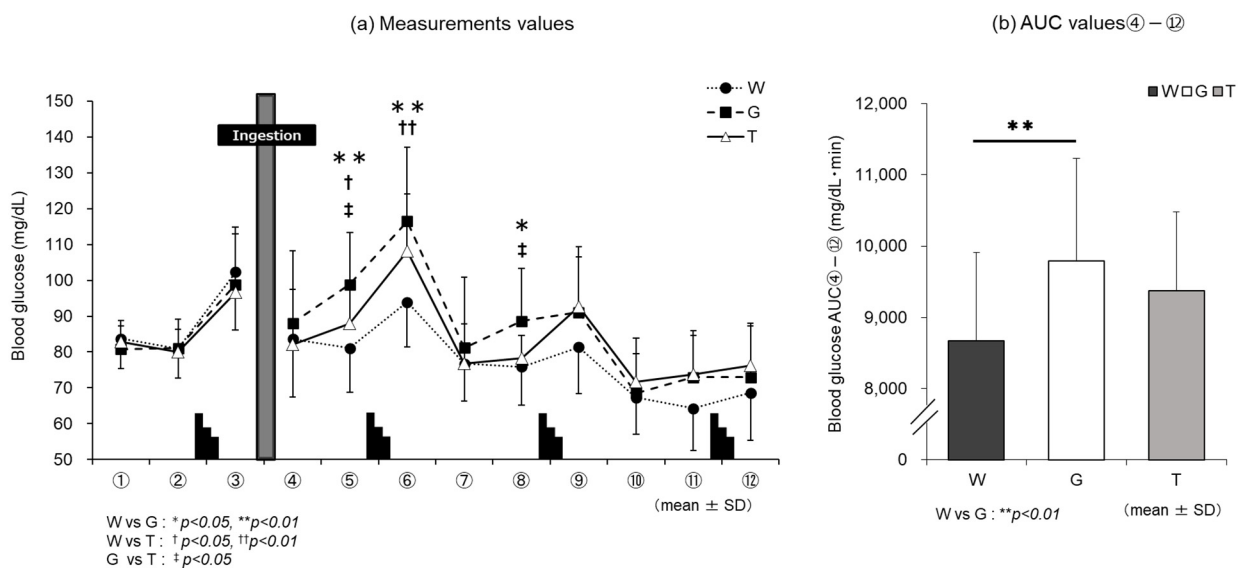 (a) Measurements values
Blood glucose (mg/dL)
150
140
130
120
110
100
90
80
70
60
50
Ingestion
W
G
T
**
†
‡
**
††
*
‡
① ② ③ ④ ⑤ ⑥ ⑦ ⑧ ⑨ ⑩ ⑪ ⑫
(mean ± SD)
W vs G : * p<0.05, **p<0.01
W vs T : † p<0.05, ††p<0.01
G vs T : ‡ p<0.05
(b) AUC values④－⑫
W G T
Blood glucose AUC④－⑫ (mg/dL・min)
12,000
11,000
10,000
9,000
8,000
0
**
W G T
W vs G : **p<0.01
(mean ± SD)